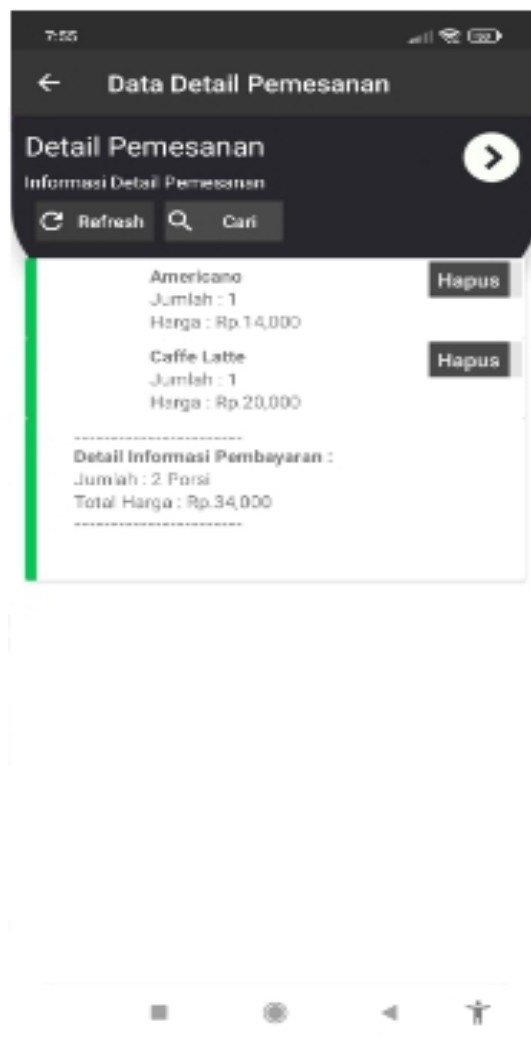 7:55
Data Detail Pemesanan
Detail Pemesanan
Informasi Detail Pemesanan
Refresh Cari
Americano
Hapus
Jumlah : 1
Harga : Rp.14,000
Caffe Latte
Hapus
Jumlah : 1
Harga : Rp.20,000
------------------------
Detail Informasi Pembayaran :
Jumlah : 2 Porsi
Total Harga : Rp.34,000
------------------------